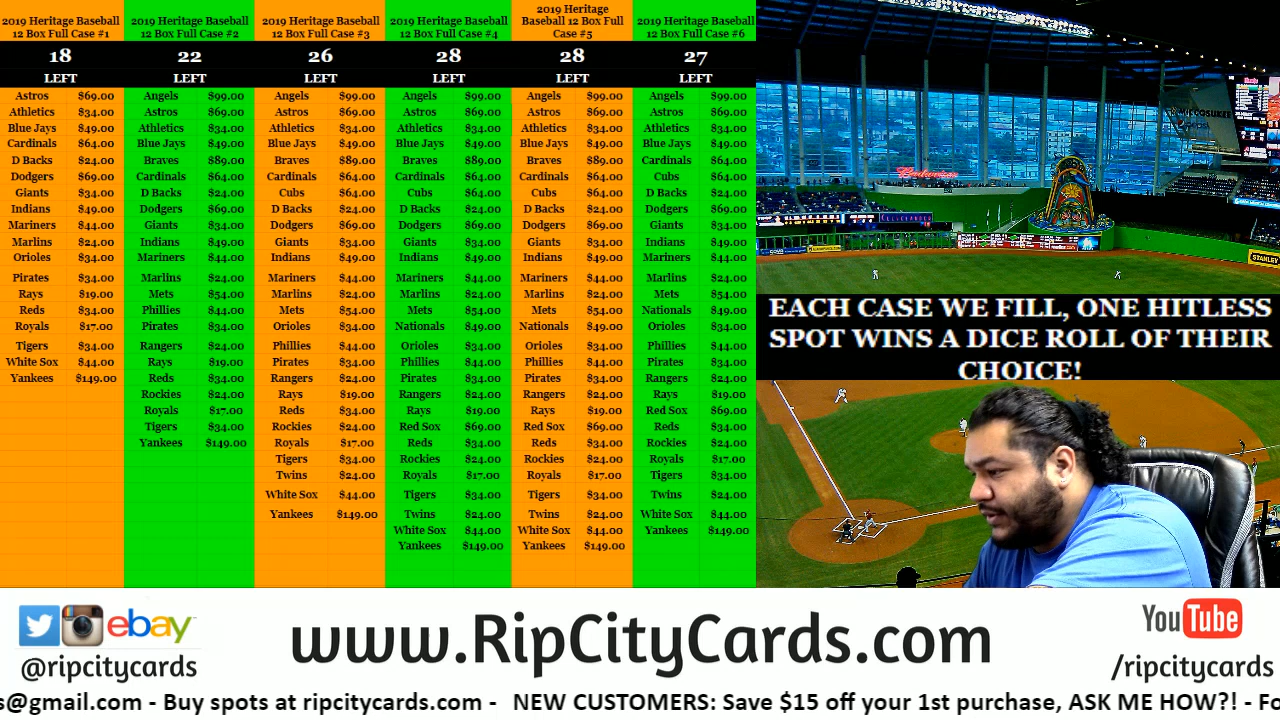 2019 Heritage Baseball
12 Box Full Case #1
18
LEFT
Astros $69.00
Athletics $34.00
Blue Jays $49.00
Cardinals $64.00
D Backs $24.00
Dodgers $69.00
Giants $34.00
Indians $49.00
Mariners $44.00
Marlins $24.00
Orioles $34.00
Pirates $34.00
Rays $19.00
Reds $34.00
Royals $17.00
Tigers $34.00
White Sox $44.00
Yankees $149.00
2019 Heritage Baseball
12 Box Full Case #2
22
LEFT
Angels $99.00
Astros $69.00
Athletics $34.00
Blue Jays $49.00
Braves $89.00
Cardinals $64.00
D Backs $24.00
Dodgers $69.00
Giants $34.00
Indians $49.00
Mariners $44.00
Marlins $24.00
Mets $54.00
Phillies $44.00
Pirates $34.00
Rangers $24.00
Rays $19.00
Reds $34.00
Rockies $24.00
Royals $17.00
Tigers $34.00
Yankees $149.00
2019 Heritage Baseball
12 Box Full Case #3
26
LEFT
Angels $99.00
Astros $69.00
Athletics $34.00
Blue Jays $49.00
Braves $89.00
Cardinals $64.00
Cubs $64.00
D Backs $24.00
Dodgers $69.00
Giants $34.00
Indians $49.00
Mariners $44.00
Marlins $24.00
Mets $54.00
Orioles $34.00
Phillies $44.00
Pirates $34.00
Rangers $24.00
Rays $19.00
Reds $34.00
Rockies $24.00
Royals $17.00
Tigers $34.00
Twins $24.00
White Sox $44.00
Yankees $149.00
2019 Heritage Baseball
12 Box Full Case #4
28
LEFT
Angels $99.00
Astros $69.00
Athletics $34.00
Blue Jays $49.00
Braves $89.00
Cardinals $64.00
Cubs $64.00
D Backs $24.00
Dodgers $69.00
Giants $34.00
Indians $49.00
Mariners $44.00
Marlins $24.00
Nationals $49.00
Orioles $34.00
Phillies $44.00
Pirates $34.00
Rangers $24.00
Rays $19.00
Red Sox $69.00
Reds $34.00
Rockies $24.00
Royals $17.00
Tigers $34.00
Twins $24.00
White Sox $44.00
Yankees $149.00
2019 Heritage
Baseball 12 Box Full
Case #5
28
LEFT
Angels $99.00
Astros $69.00
Athletics $34.00
Blue Jays $49.00
Braves $89.00
Cardinals $64.00
Cubs $64.00
D Backs $24.00
Dodgers $69.00
Giants $34.00
Indians $49.00
Mariners $44.00
Marlins $24.00
Mets $54.00
Nationals $49.00
Orioles $34.00
Phillies $44.00
Pirates $34.00
Rangers $24.00
Rays $19.00
Red Sox $69.00
Reds $34.00
Rockies $24.00
Royals $17.00
Tigers $34.00
Twins $24.00
White Sox $44.00
Yankees $149.00
2019 Heritage Baseball
12 Box Full Case #6
27
LEFT
Angels $99.00
Astros $69.00
Athletics $34.00
Blue Jays $49.00
Cardinals $64.00
Cubs $64.00
D Backs $24.00
Dodgers $69.00
Giants $34.00
Indians $49.00
Mariners $44.00
Marlins $24.00
Mets $54.00
Nationals $49.00
Orioles $34.00
Phillies $44.00
Pirates $34.00
Rangers $24.00
Rays $19.00
Red Sox $69.00
Reds $34.00
Rockies $24.00
Royals $17.00
Tigers $34.00
Twins $24.00
White Sox $44.00
Yankees $149.00
Budweiser
STANLEY
EACH CASE WE FILL, ONE HITLESS
SPOT WINS A DICE ROLL OF THEIR
CHOICE!
ebay
@ripcitycards
www.RipCityCards.com
YouTube
/ripcitycards
s@gmail.com - Buy spots at ripcitycards.com - NEW CUSTOMERS: Save $15 off your 1st purchase, ASK ME HOW?! - Fo